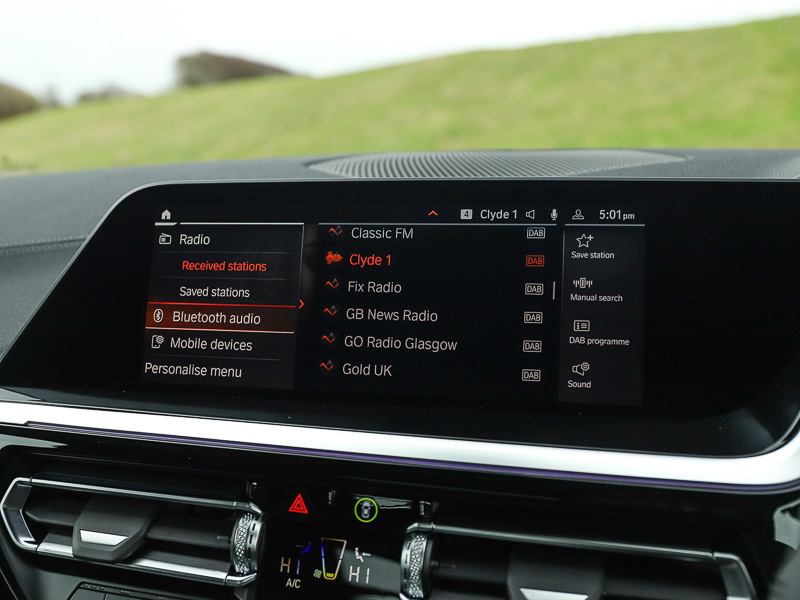 4 Clyde 1 5:01pm
Radio
Received stations
Saved stations
Bluetooth audio
Mobile devices
Personalise menu
Classic FM DAB
Clyde 1 DAB
Fix Radio DAB
GB News Radio DAB
GO Radio Glasgow DAB
Gold UK DAB
Save station
Manual search
DAB programme
Sound
HI HI
A/C